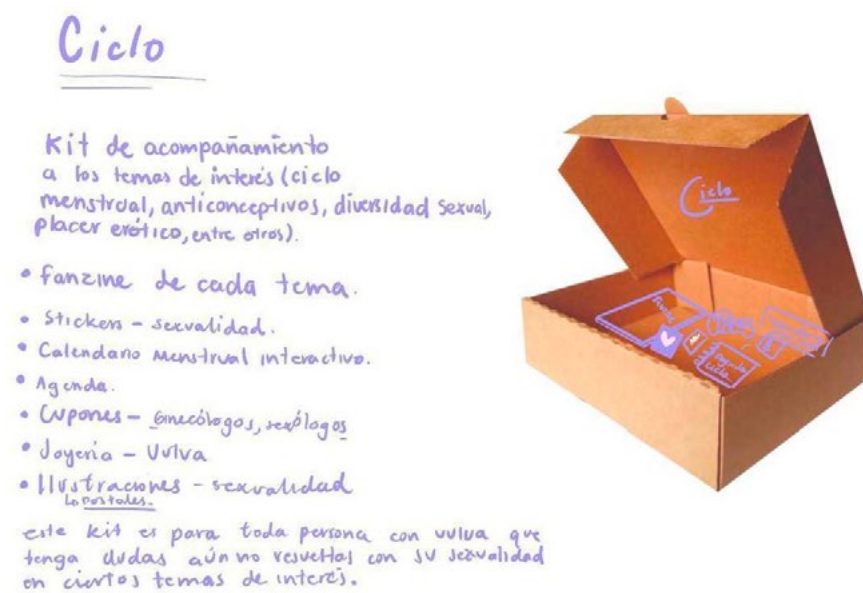 Ciclo
Kit de acompañamiento
a los temas de interés (ciclo
menstrual, anticonceptivos, diversidad sexual,
placer erótico, entre otros).
• Fanzine de cada tema.
• Stickers – sexualidad.
• Calendario menstrual interactivo.
• Agenda.
• Cupones – Ginecólogos, sexólogos
• Joyería – Vulva
• Ilustraciones – sexualidad
↳ postales.
este kit es para toda persona con vulva que
tenga dudas aún no resueltas con su sexualidad
en ciertos temas de interés.
Ciclo
Ciclo